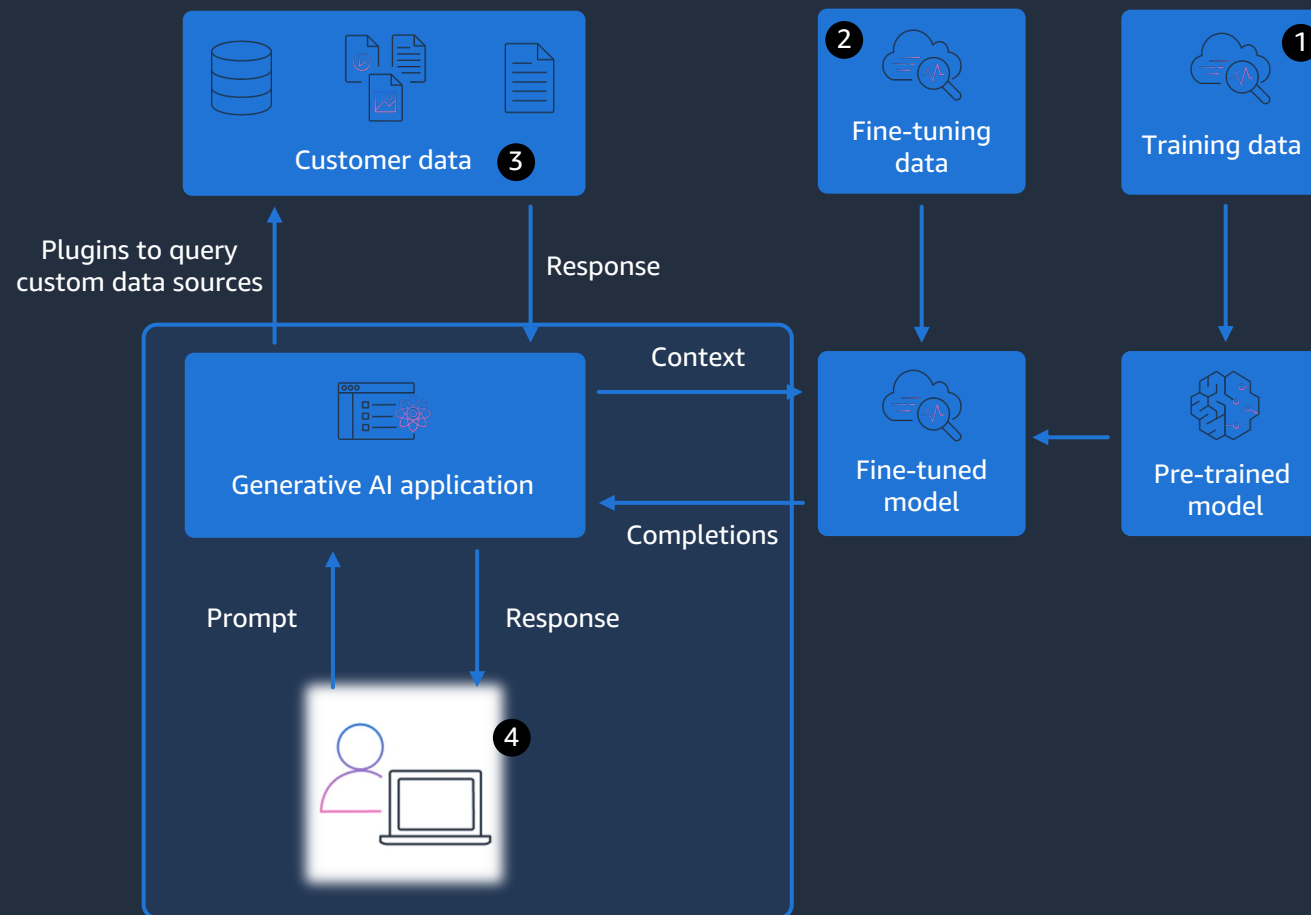 Customer data
3
2
Fine-tuning
data
1
Training data
Plugins to query
custom data sources
Response
Context
Generative AI application
Completions
Fine-tuned
model
Pre-trained
model
Prompt
Response
4